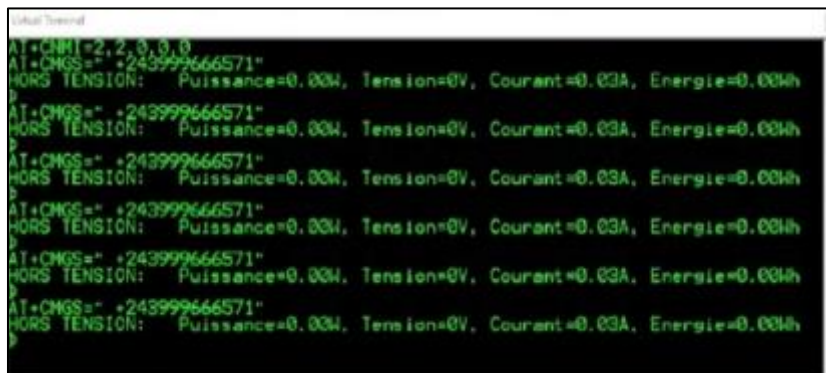 Virtual Terminal
AT+CNMI=2,2,0,0,0
AT+CMGS=" +243999666571"
HORS TENSION: Puissance=0.00W, Tension=0V, Courant=0.03A, Energie=0.00Wh
AT+CMGS=" +243999666571"
HORS TENSION: Puissance=0.00W, Tension=0V, Courant=0.03A, Energie=0.00Wh
AT+CMGS=" +243999666571"
HORS TENSION: Puissance=0.00W, Tension=0V, Courant=0.03A, Energie=0.00Wh
AT+CMGS=" +243999666571"
HORS TENSION: Puissance=0.00W, Tension=0V, Courant=0.03A, Energie=0.00Wh
AT+CMGS=" +243999666571"
HORS TENSION: Puissance=0.00W, Tension=0V, Courant=0.03A, Energie=0.00Wh
AT+CMGS=" +243999666571"
HORS TENSION: Puissance=0.00W, Tension=0V, Courant=0.03A, Energie=0.00Wh